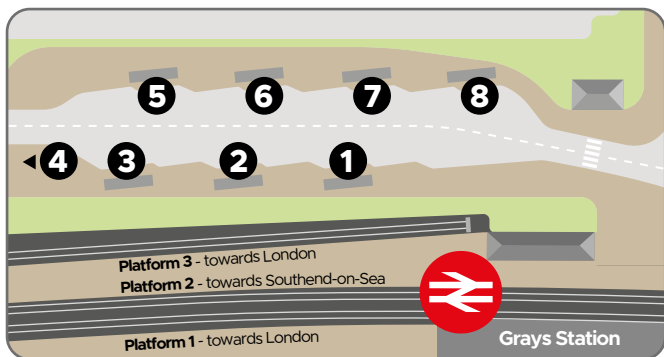 5 6 7 8
4 3 2 1
Platform 3 - towards London
Platform 2 - towards Southend-on-Sea
Platform 1 - towards London
Grays Station